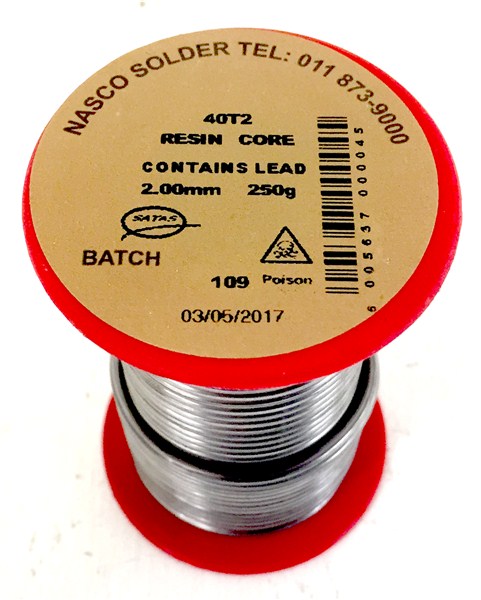 NASCO SOLDER TEL: 011 873-9000
40T2
RESIN CORE
CONTAINS LEAD
2.00mm 250g
SATAS
BATCH
109 Poison
03/05/2017
6 005637 000045